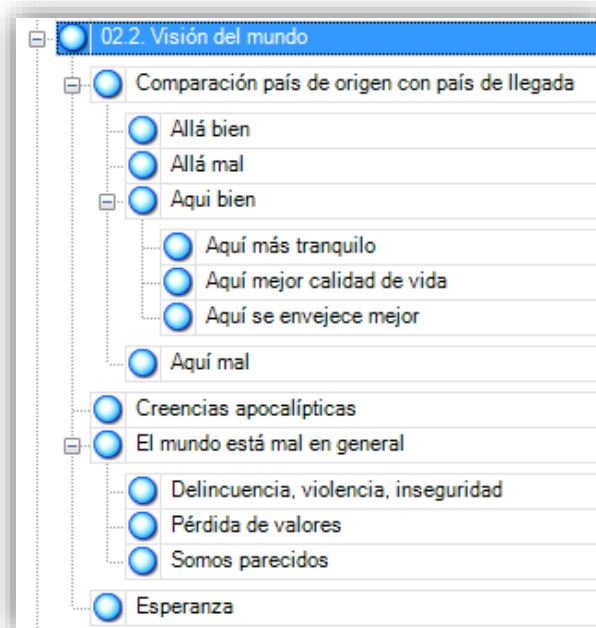 02.2. Visión del mundo
Comparación país de origen con país de llegada
Allá bien
Allá mal
Aqui bien
Aquí más tranquilo
Aquí mejor calidad de vida
Aquí se envejece mejor
Aquí mal
Creencias apocalípticas
El mundo está mal en general
Delincuencia, violencia, inseguridad
Pérdida de valores
Somos parecidos
Esperanza